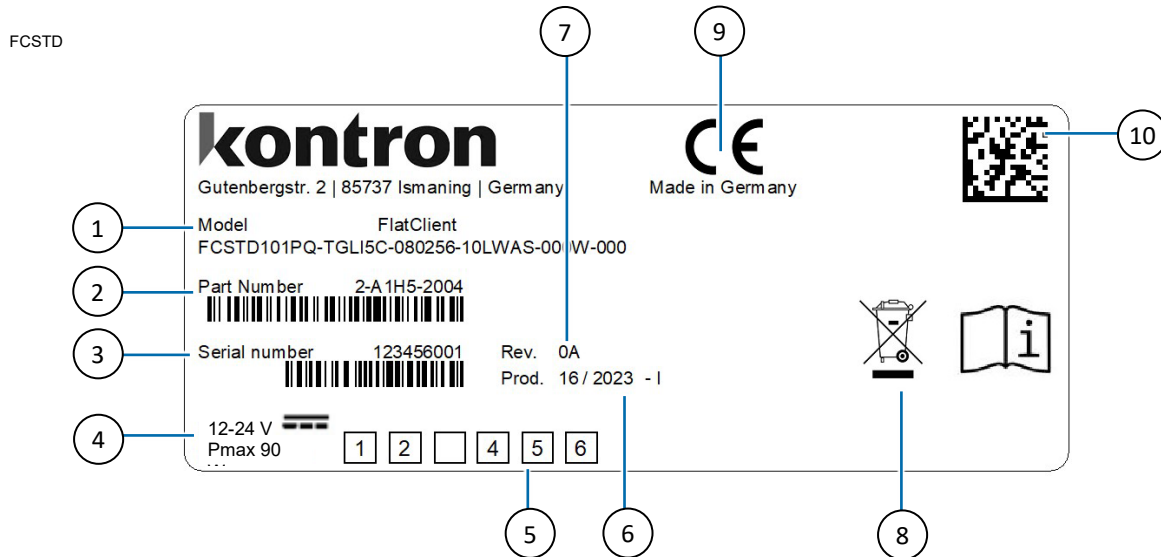 FCSTD
7
9
10
kontron
Gutenbergstr. 2 | 85737 Ismaning | Germany
CE
Made in Germany
1
Model FlatClient
FCSTD101PQ-TGLI5C-080256-10LWAS-000W-000
2
Part Number 2-A1H5-2004
3
Serial number 123456001
Rev. 0A
Prod. 16 / 2023 - I
i
4
12-24 V
Pmax 90
1 2 4 5 6
5
6
8